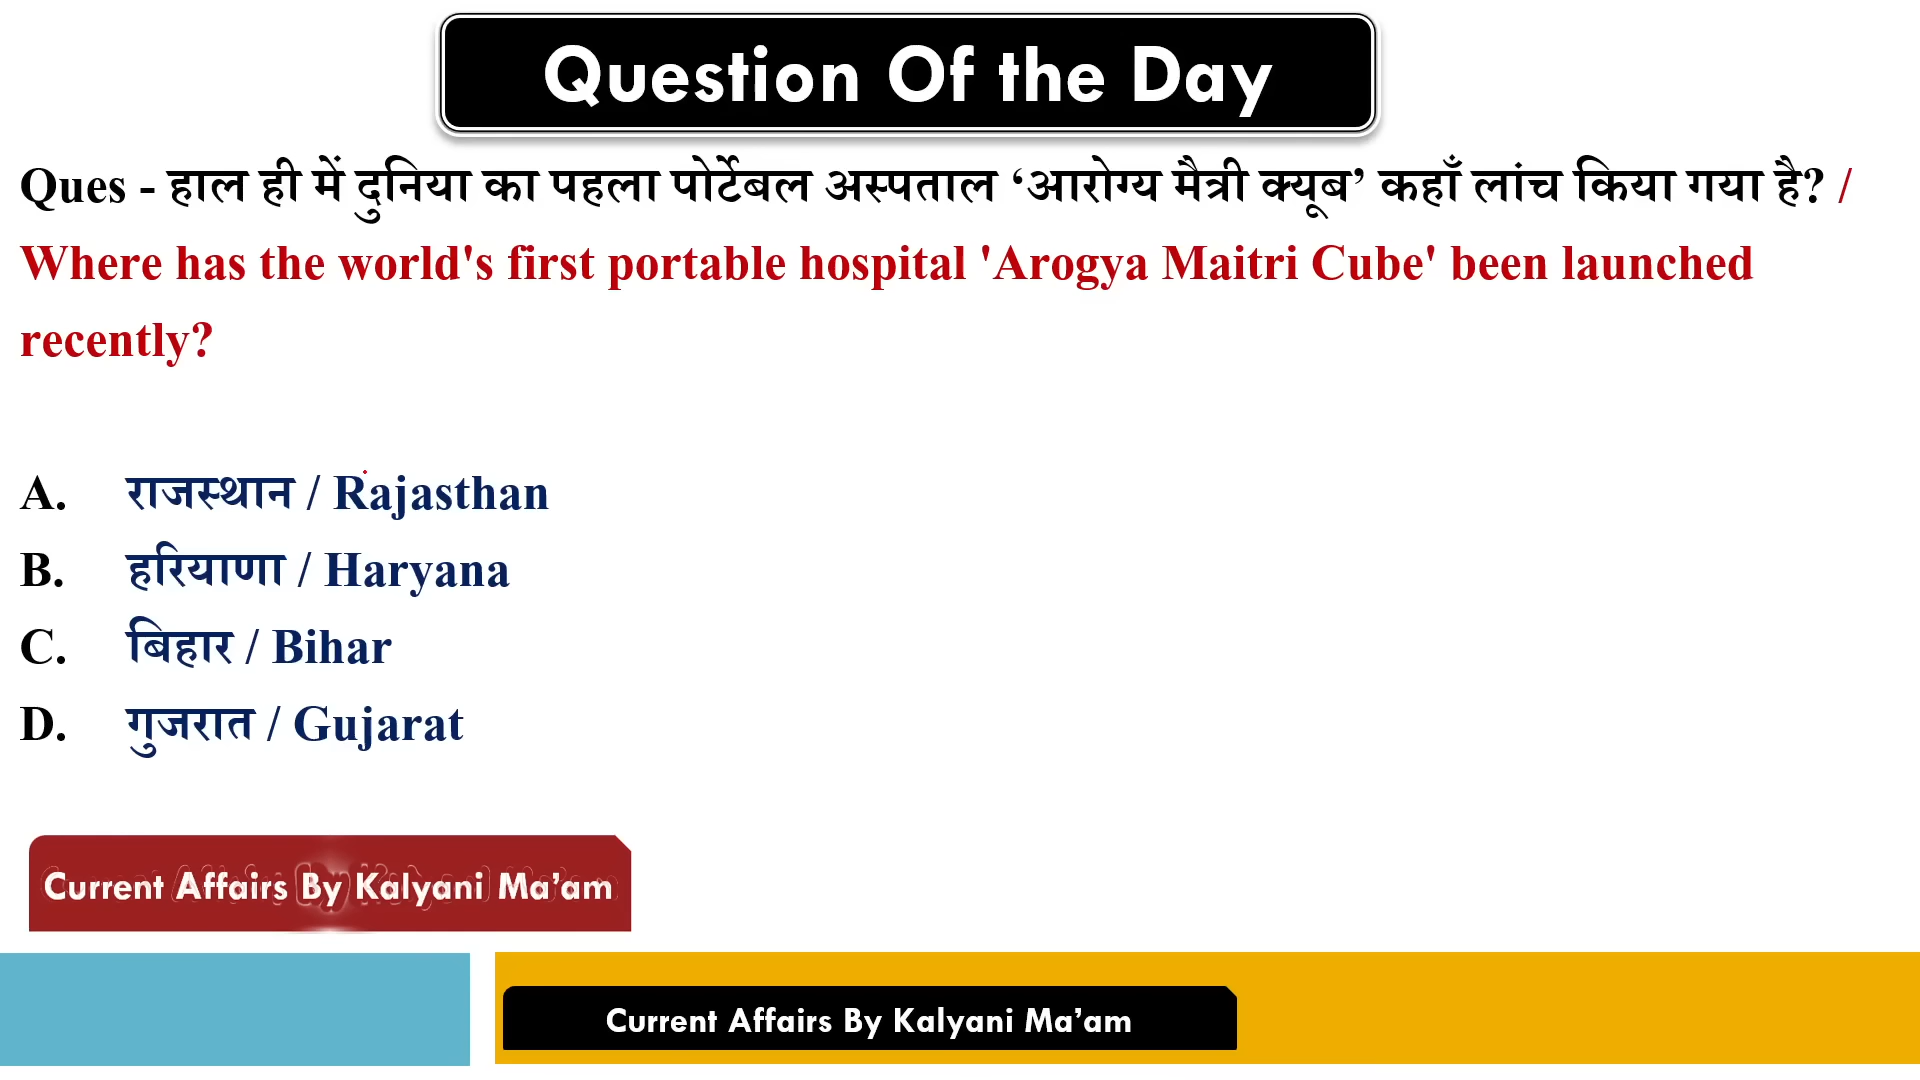 Question Of the Day
Ques - हाल ही में दुनिया का पहला पोर्टेबल अस्पताल ‘आरोग्य मैत्री क्यूब’ कहाँ लांच किया गया है? /
Where has the world's first portable hospital 'Arogya Maitri Cube' been launched
recently?
A. राजस्थान / Rajasthan
B. हरियाणा / Haryana
C. बिहार / Bihar
D. गुजरात / Gujarat
Current Affairs By Kalyani Ma’am
Current Affairs By Kalyani Ma’am